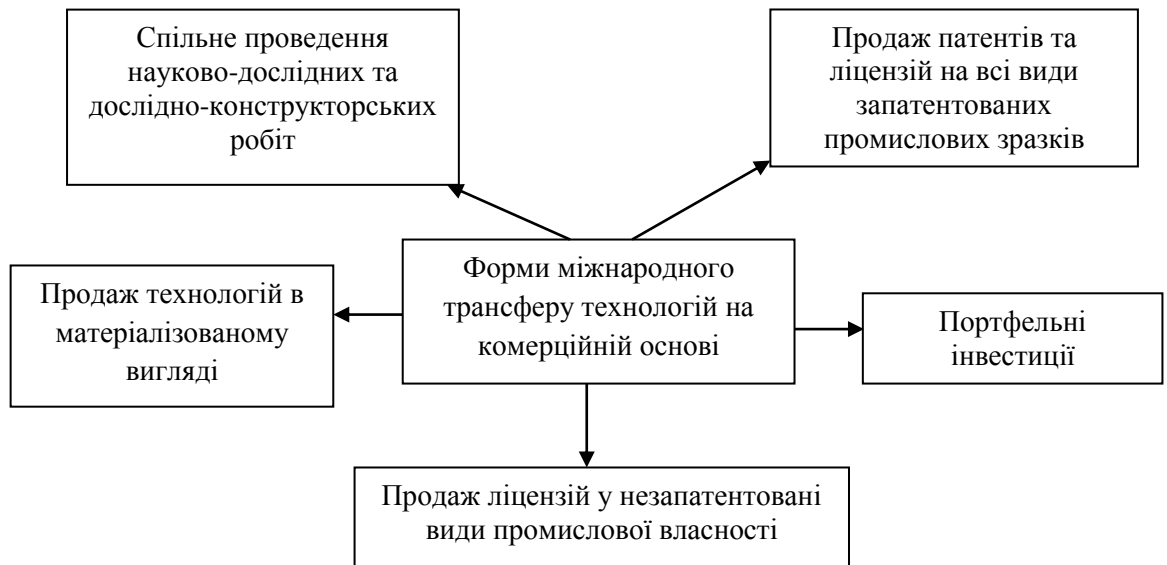 Спільне проведення
науково-дослідних та
дослідно-конструкторських
робіт
Продаж патентів та
ліцензій на всі види
запатентованих
промислових зразків
Продаж технологій в
матеріалізованому
вигляді
Форми міжнародного
трансферу технологій на
комерційній основі
Портфельні
інвестиції
Продаж ліцензій у незапатентовані
види промислової власності